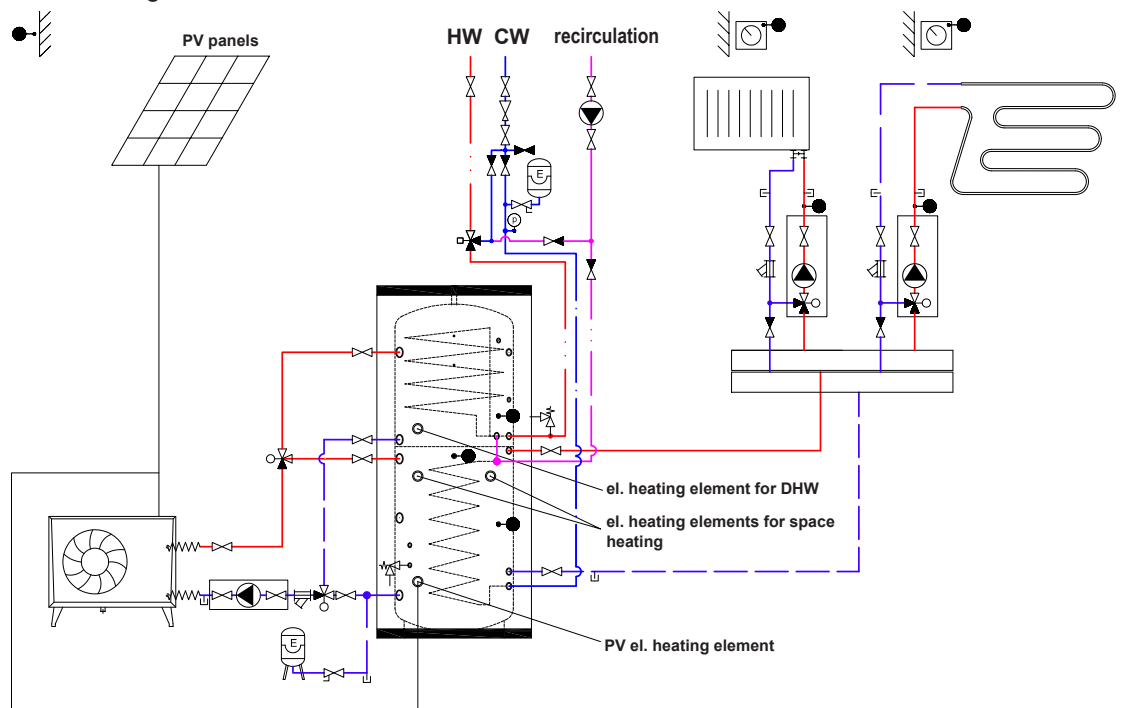 PV panels
HW CW recirculation
E
p
el. heating element for DHW
el. heating elements for space
heating
PV el. heating element
E